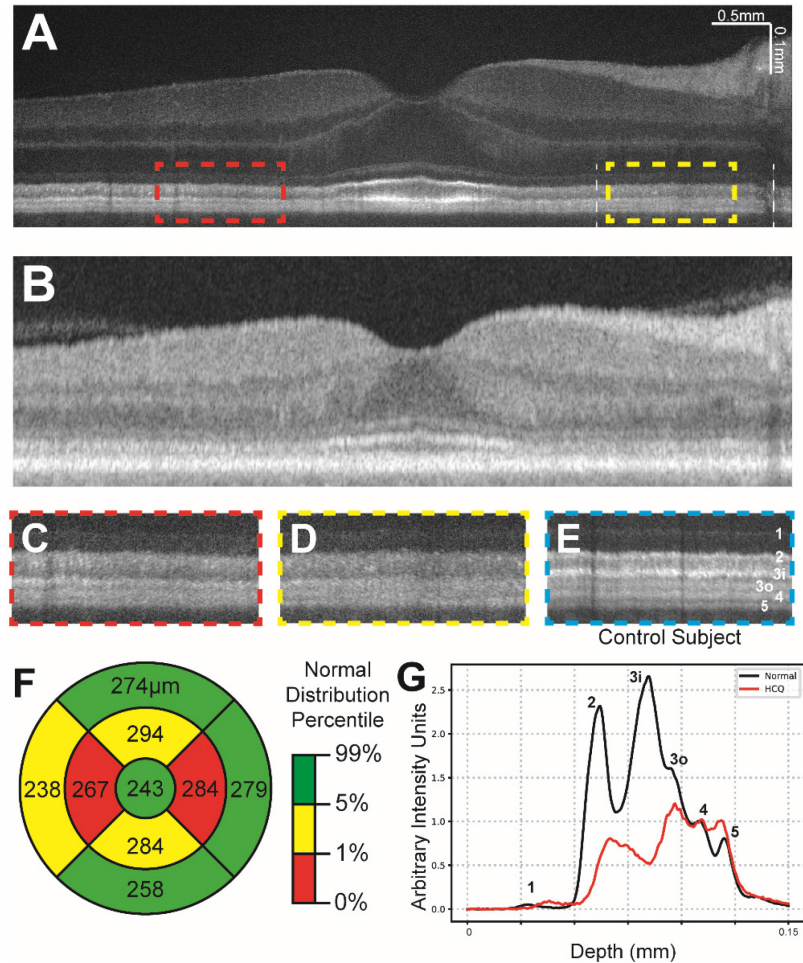 A
0.5mm
0.1mm
B
C
D
E
1
2
3i
3o
4
5
Control Subject
F
274µm
294
238
267
243
284
279
284
258
Normal
Distribution
Percentile
99%
5%
1%
0%
G
Arbitrary Intensity Units
2.5
2.0
1.5
1.0
0.5
0.0
Normal
HCQ
1
2
3i
3o
4
5
0
0.15
Depth (mm)